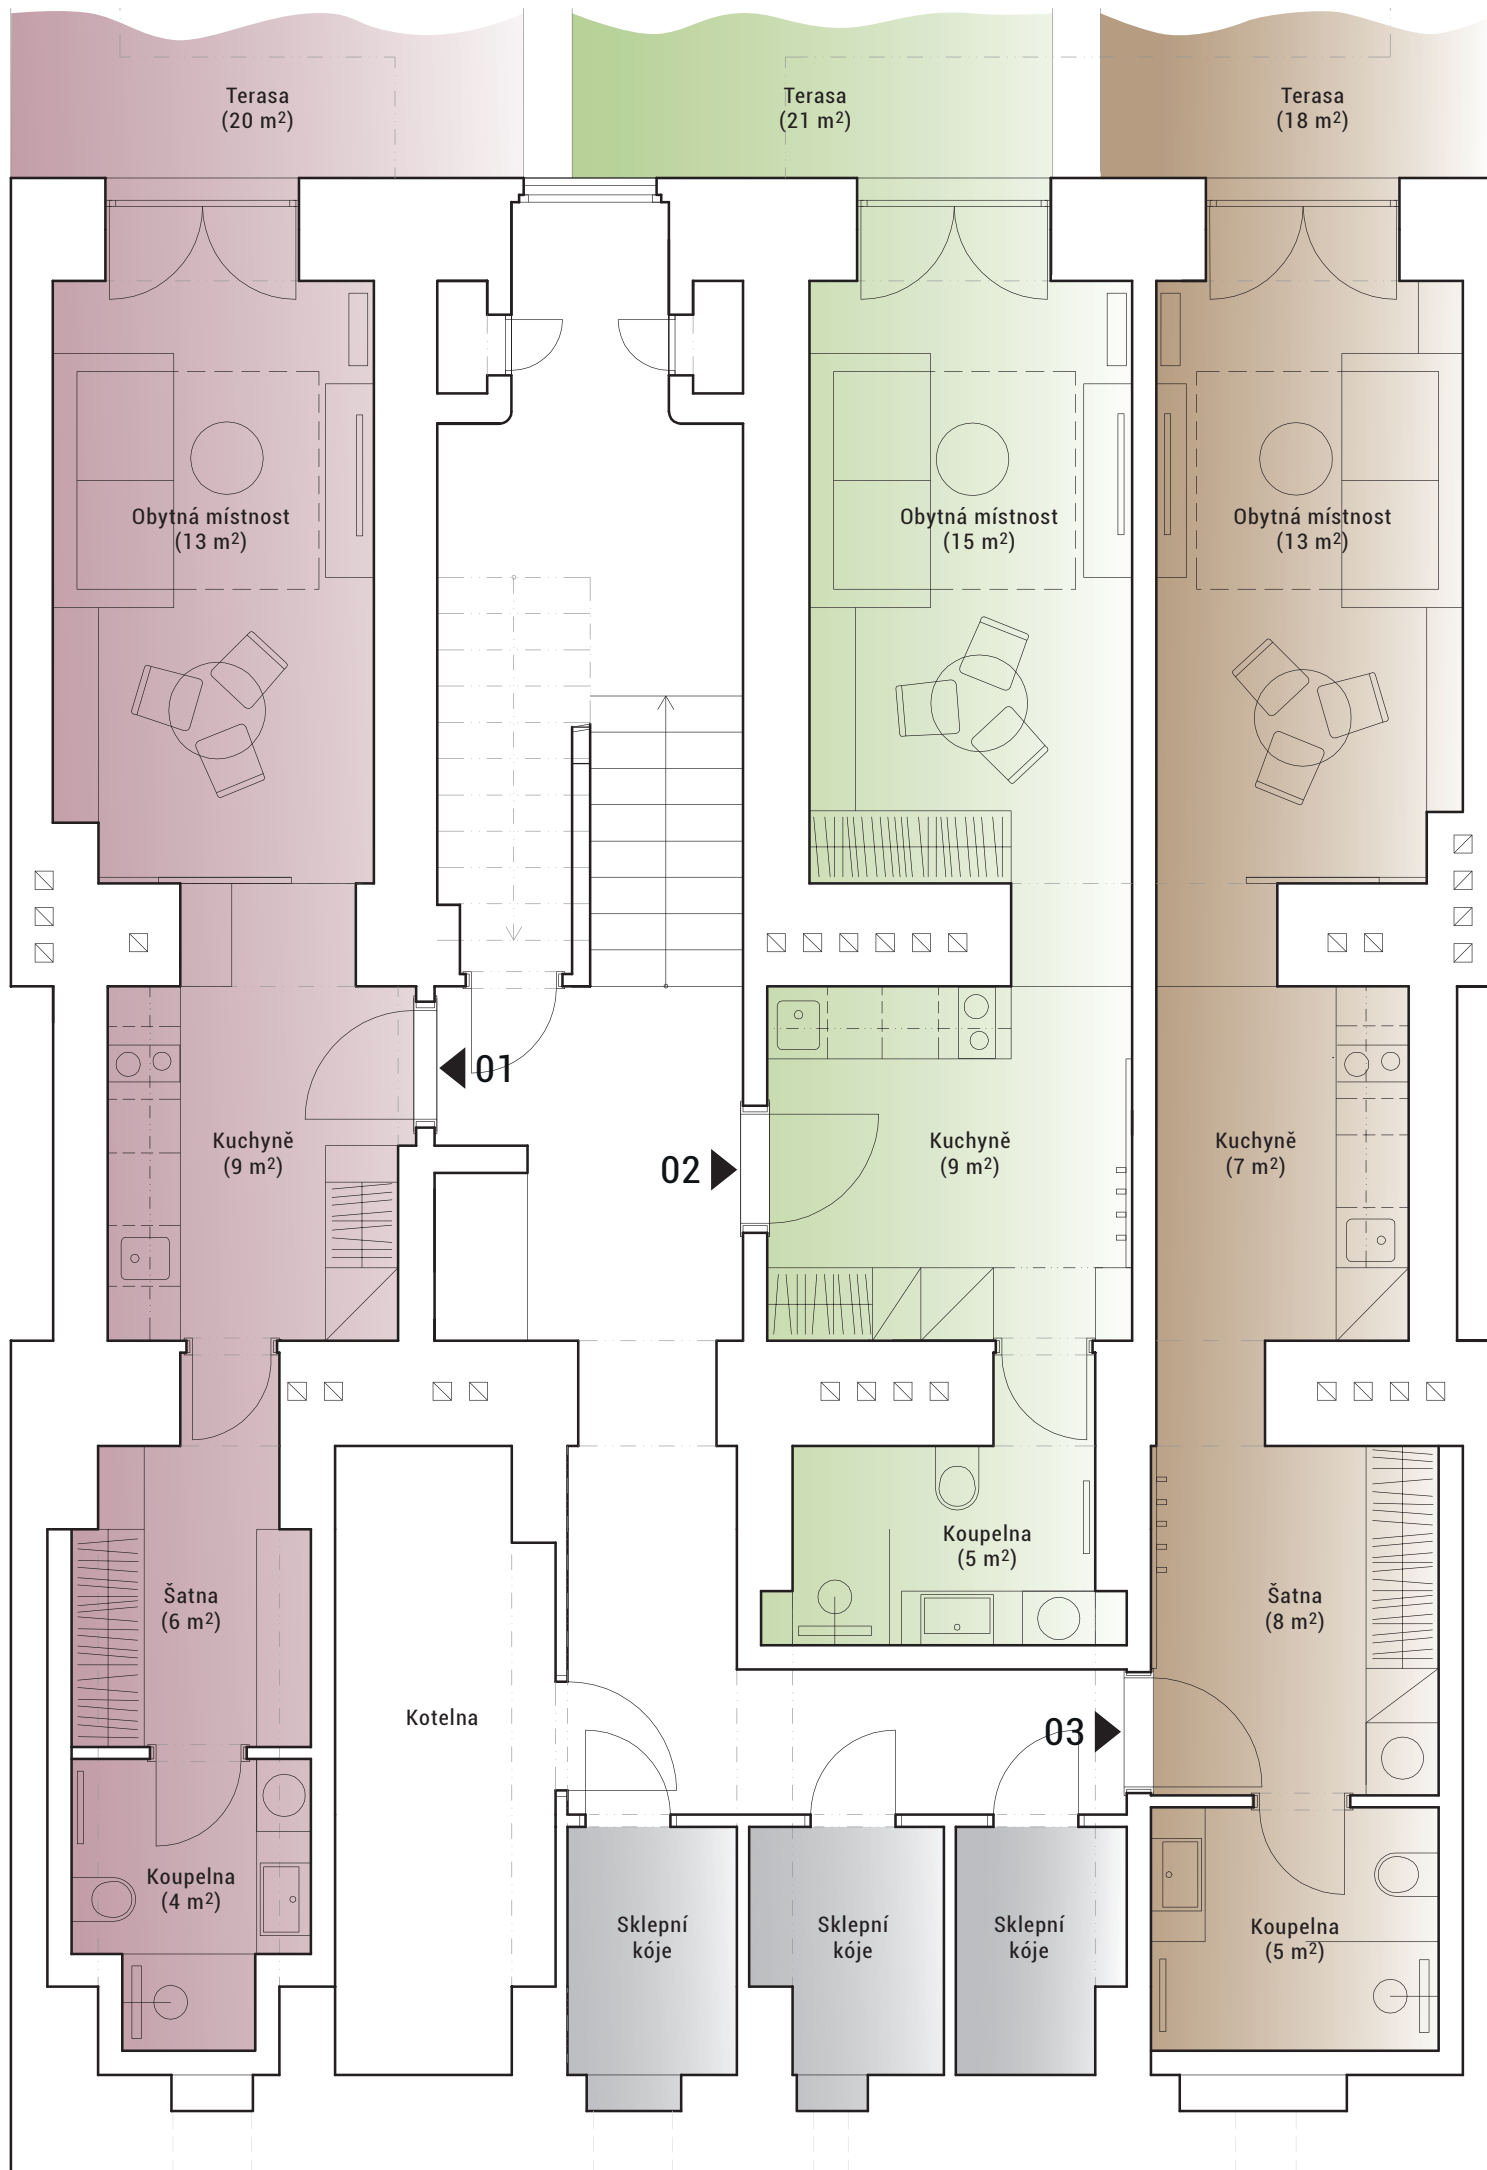 Terasa
(20 m²)
Terasa
(21 m²)
Terasa
(18 m²)
Obytná místnost
(13 m²)
Obytná místnost
(15 m²)
Obytná místnost
(13 m²)
01
Kuchyně
(9 m²)
02
Kuchyně
(9 m²)
Kuchyně
(7 m²)
Koupelna
(5 m²)
Šatna
(6 m²)
Šatna
(8 m²)
Kotelna
03
Koupelna
(4 m²)
Sklepní
kóje
Sklepní
kóje
Sklepní
kóje
Koupelna
(5 m²)